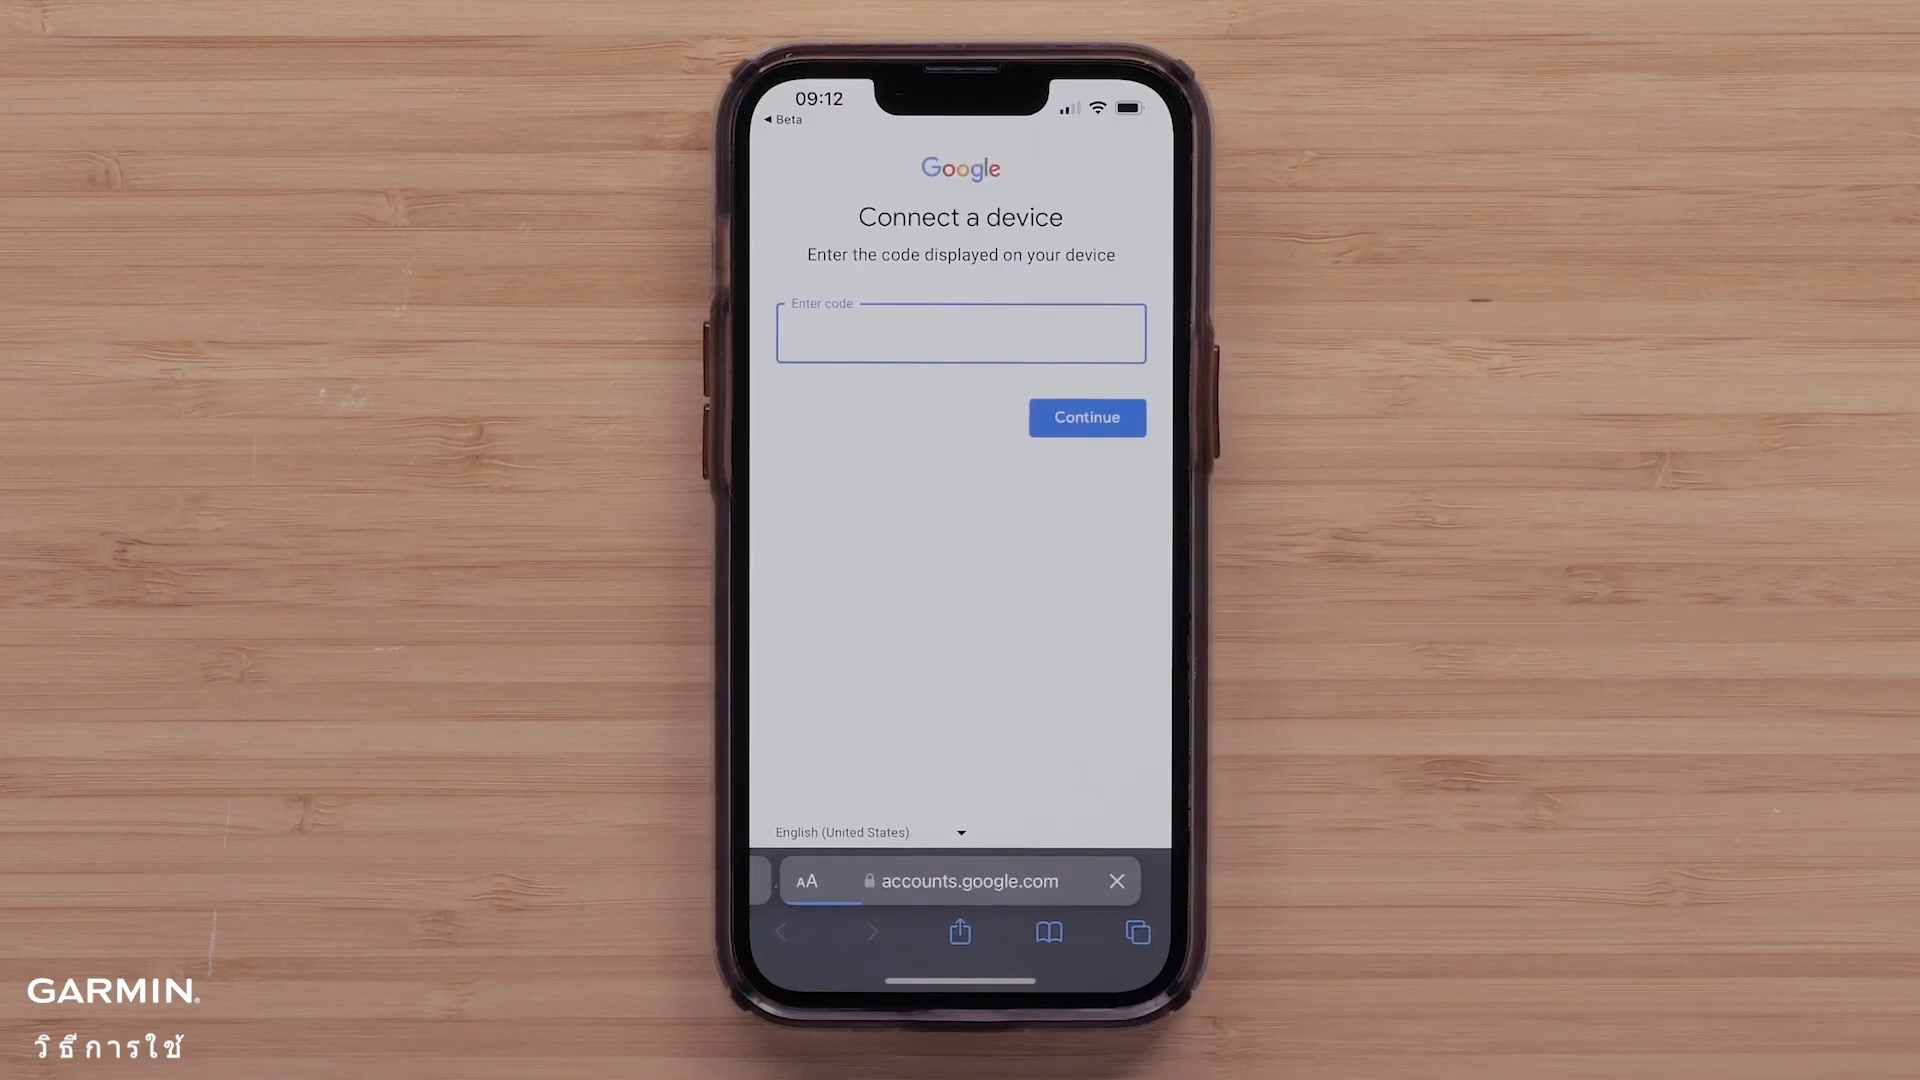 09:12
◀ Beta
Google
Connect a device
Enter the code displayed on your device
Enter code
Continue
English (United States)
AA accounts.google.com
GARMIN®
วิธีการใช้